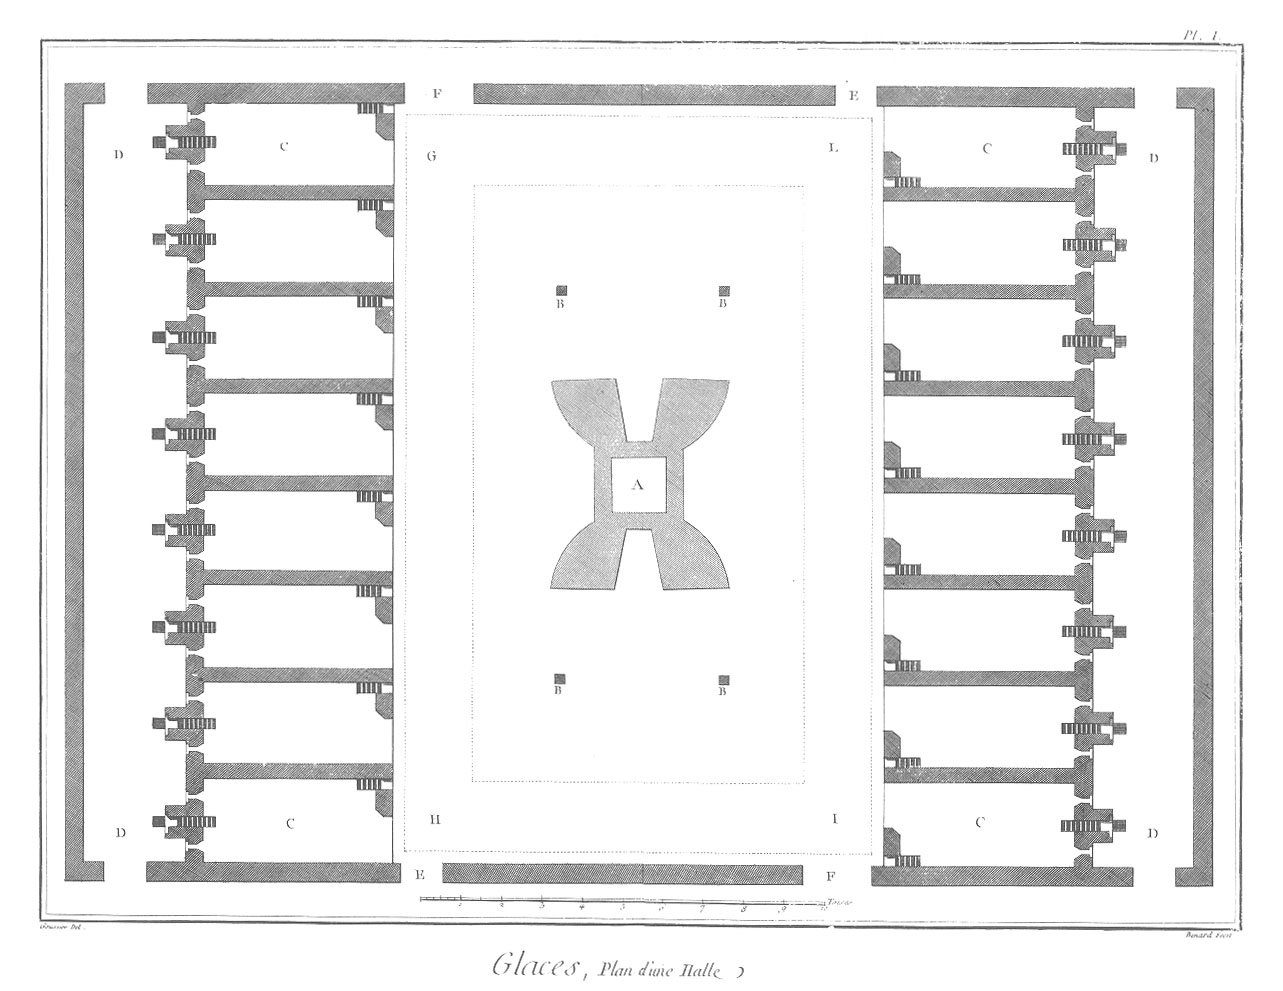 Pl. I.
F
E
D
C
G
L
C
D
B
B
A
B
B
D
C
H
I
C
D
E
F
1 2 3 4 5 6 7 8 9 10 Toises
Goussier Del.
Benard Fecit
Glaces, Plan d'une Halle